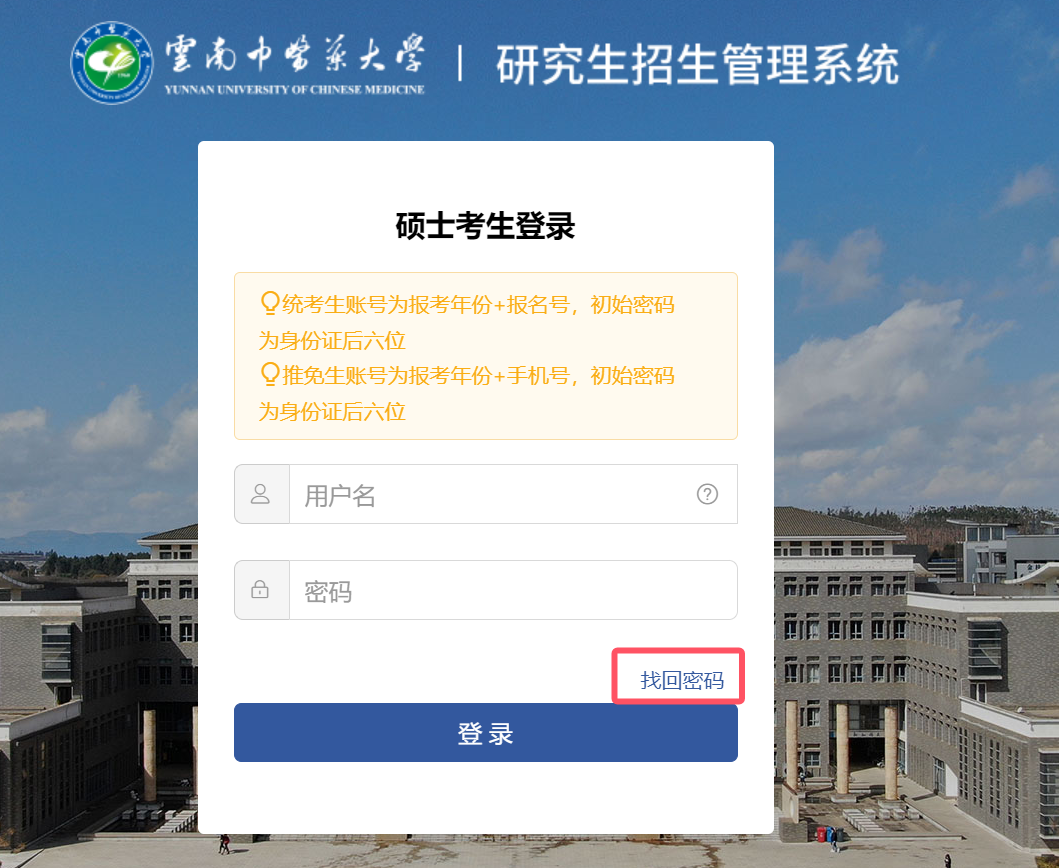 雲南中醫藥大學
YUNNAN UNIVERSITY OF CHINESE MEDICINE
研究生招生管理系统
硕士考生登录
统考生账号为报考年份+报名号，初始密码
为身份证后六位
推免生账号为报考年份+手机号，初始密码
为身份证后六位
用户名
密码
找回密码
登录